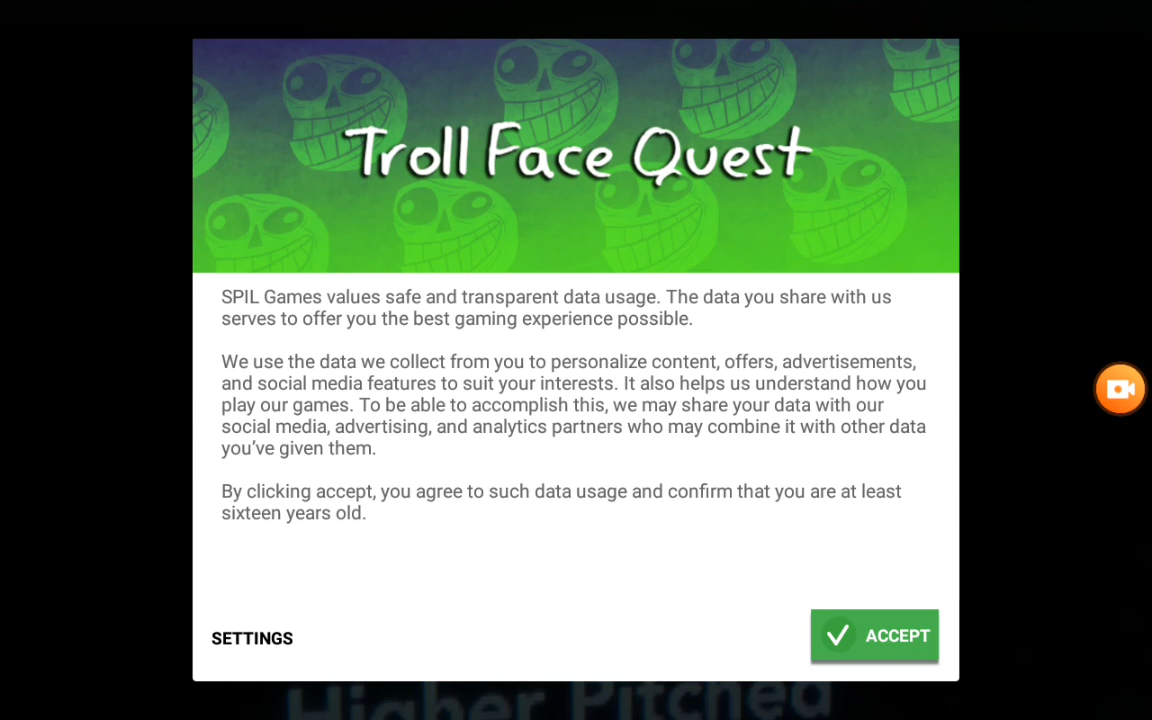 Troll Face Quest
SPIL Games values safe and transparent data usage. The data you share with us
serves to offer you the best gaming experience possible.
We use the data we collect from you to personalize content, offers, advertisements,
and social media features to suit your interests. It also helps us understand how you
play our games. To be able to accomplish this, we may share your data with our
social media, advertising, and analytics partners who may combine it with other data
you’ve given them.
By clicking accept, you agree to such data usage and confirm that you are at least
sixteen years old.
SETTINGS
ACCEPT
Higher Pitched